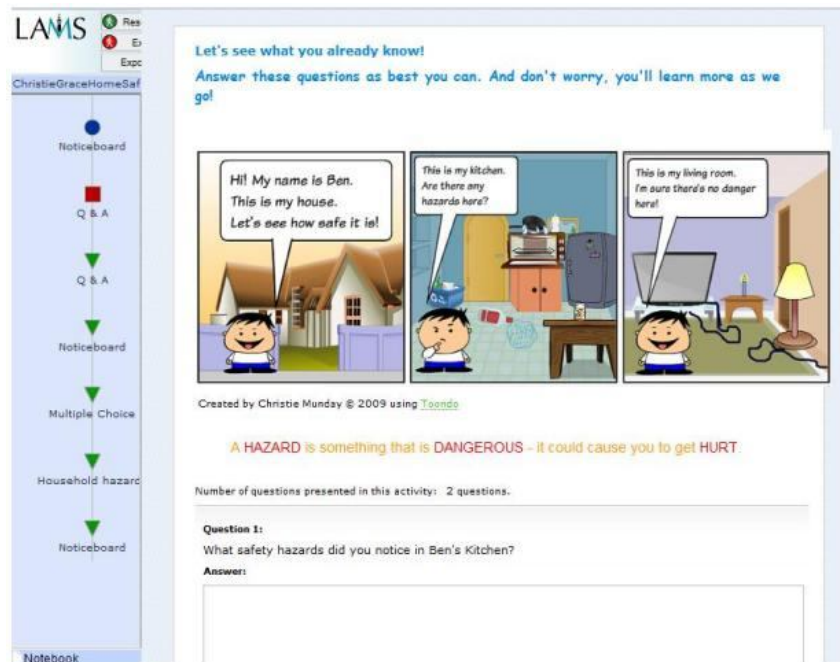 LAMS
Res
Ex
Expo
ChristieGraceHomeSaf
Noticeboard
Q & A
Q & A
Noticeboard
Multiple Choice
Household hazard
Noticeboard
Notebook
Let's see what you already know!
Answer these questions as best you can. And don't worry, you'll learn more as we
go!
Hi! My name is Ben.
This is my house.
Let's see how safe it is!
This is my kitchen.
Are there any
hazards here?
This is my living room.
I'm sure there's no danger
here!
Created by Christie Munday © 2009 using Toondo
A HAZARD is something that is DANGEROUS - it could cause you to get HURT.
Number of questions presented in this activity: 2 questions.
Question 1:
What safety hazards did you notice in Ben's Kitchen?
Answer: